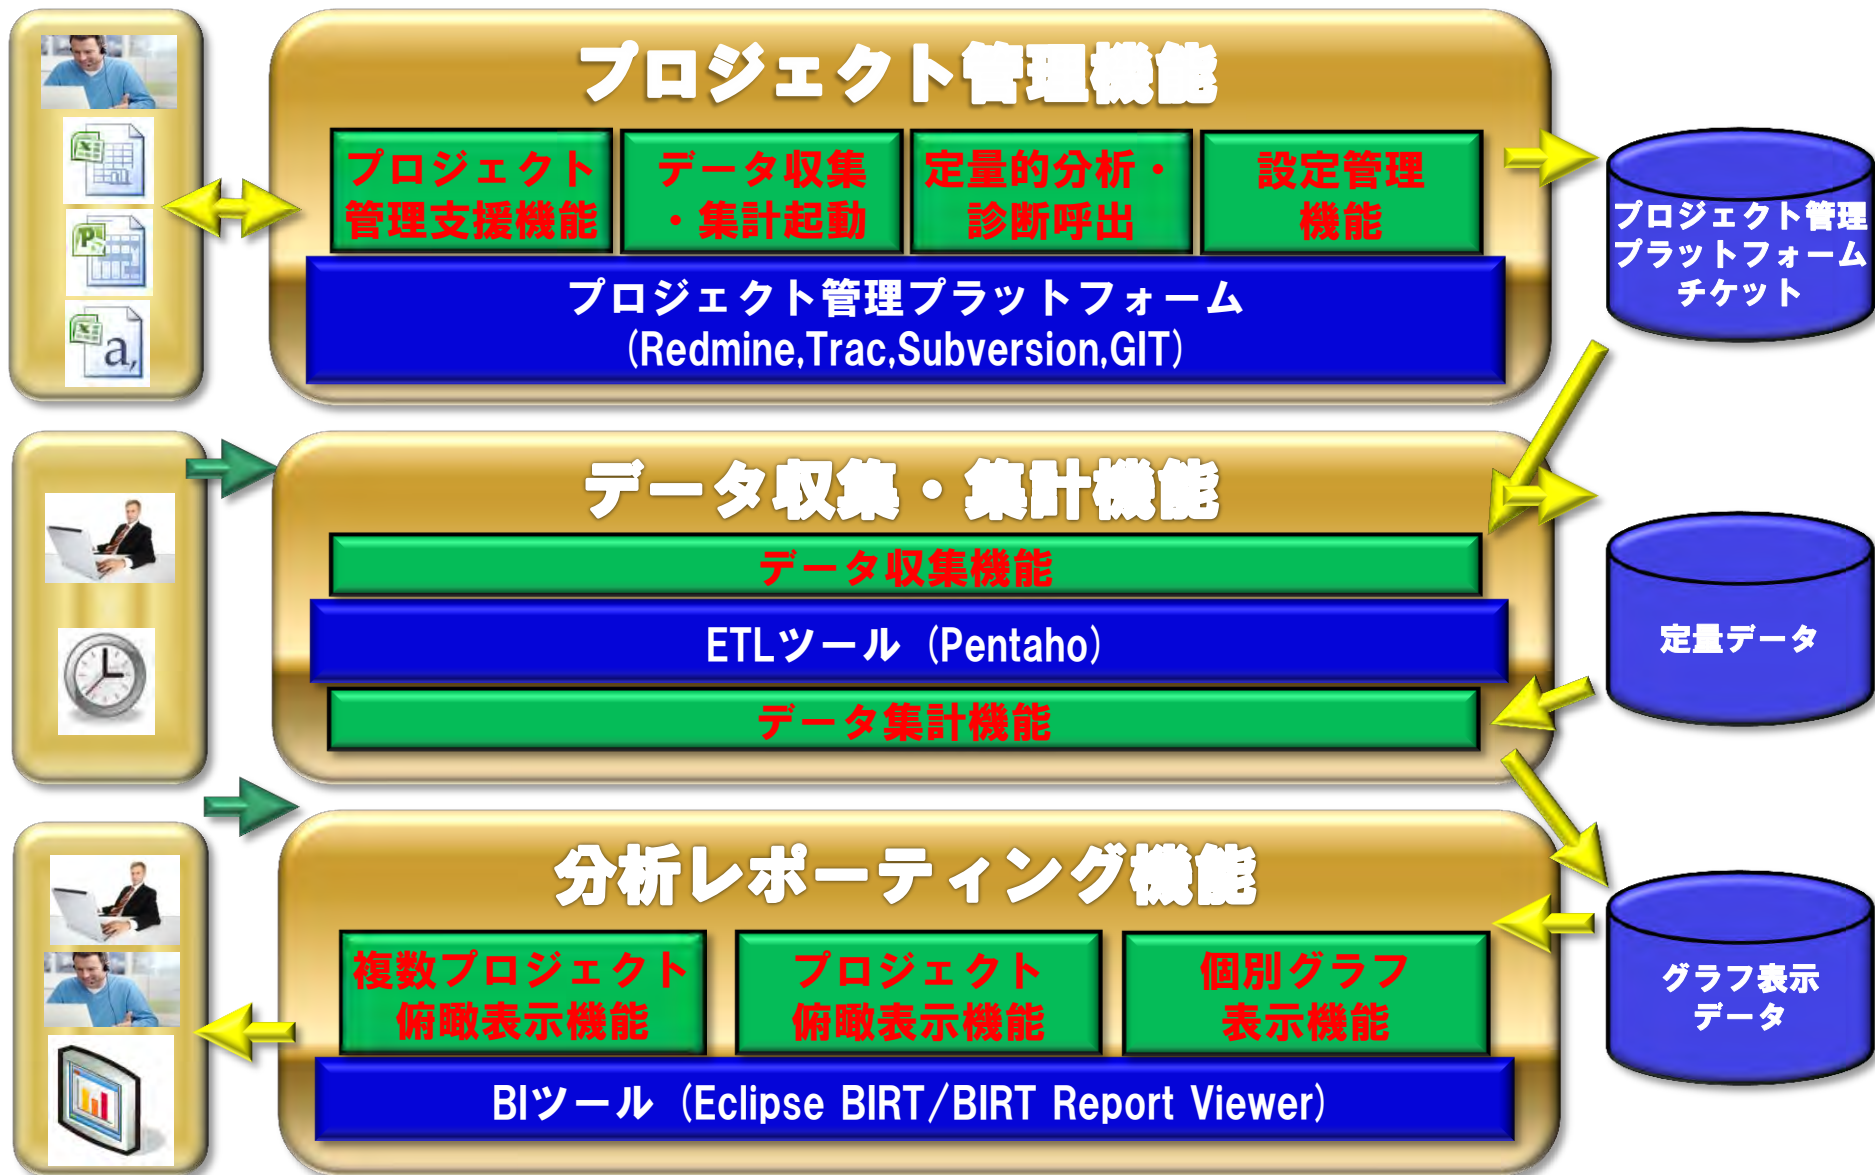 プロジェクト管理機能
プロジェクト
管理支援機能
データ収集
・集計起動
定量的分析・
診断呼出
設定管理
機能
プロジェクト管理プラットフォーム
(Redmine,Trac,Subversion,GIT)
プロジェクト管理
プラットフォーム
チケット
データ収集・集計機能
データ収集機能
ETLツール (Pentaho)
データ集計機能
定量データ
分析レポーティング機能
複数プロジェクト
俯瞰表示機能
プロジェクト
俯瞰表示機能
個別グラフ
表示機能
BIツール (Eclipse BIRT/BIRT Report Viewer)
グラフ表示
データ
a,